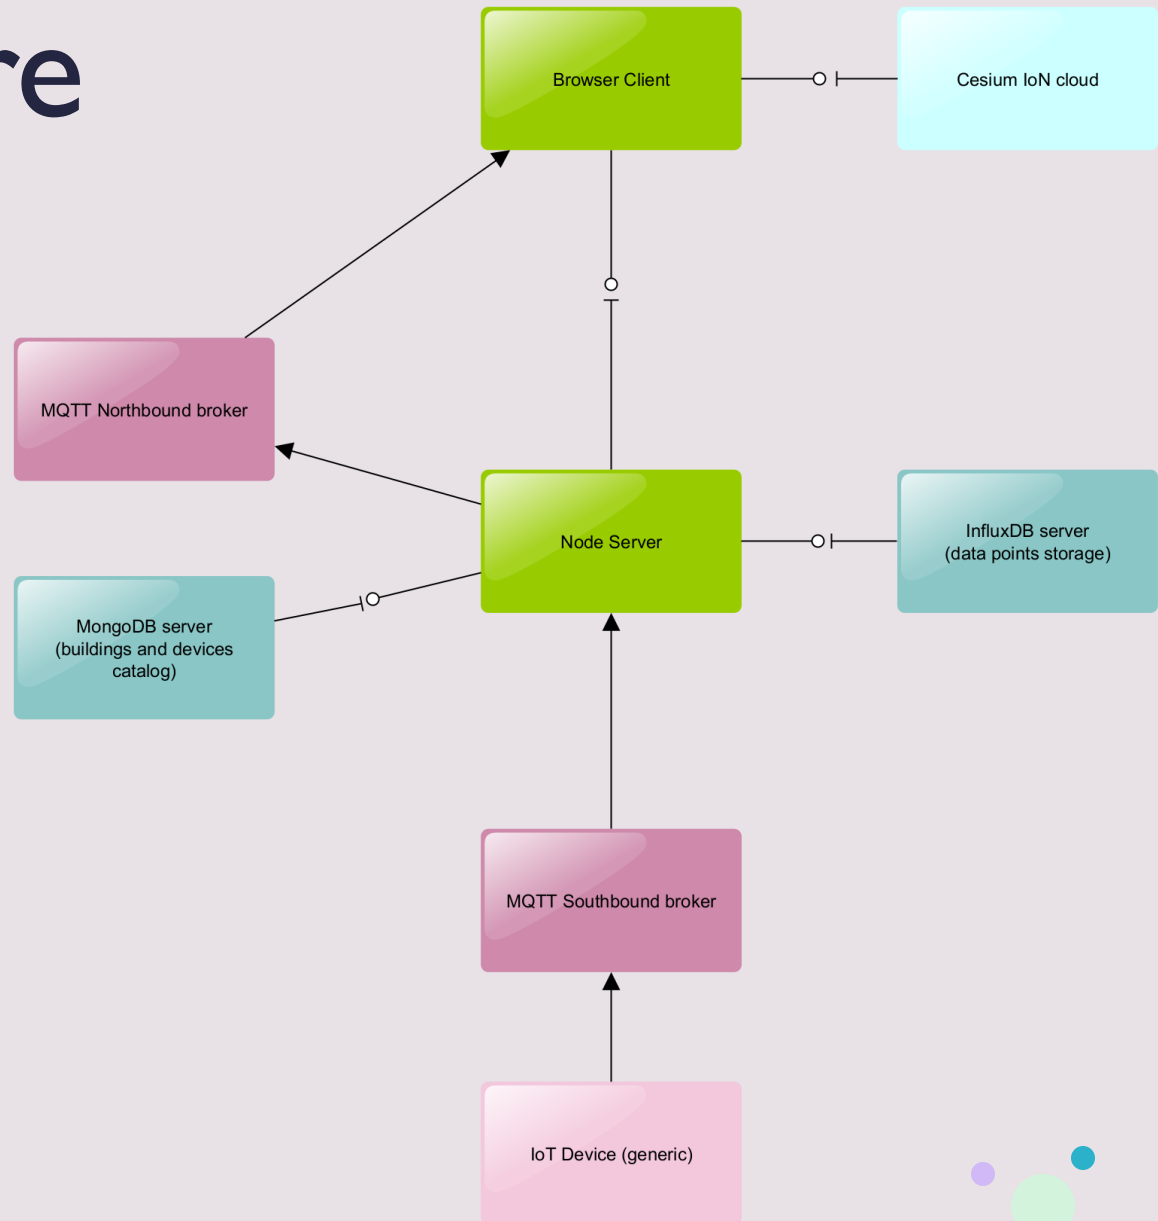 re
Browser Client
Cesium IoN cloud
MQTT Northbound broker
Node Server
InfluxDB server
(data points storage)
MongoDB server
(buildings and devices
catalog)
MQTT Southbound broker
IoT Device (generic)